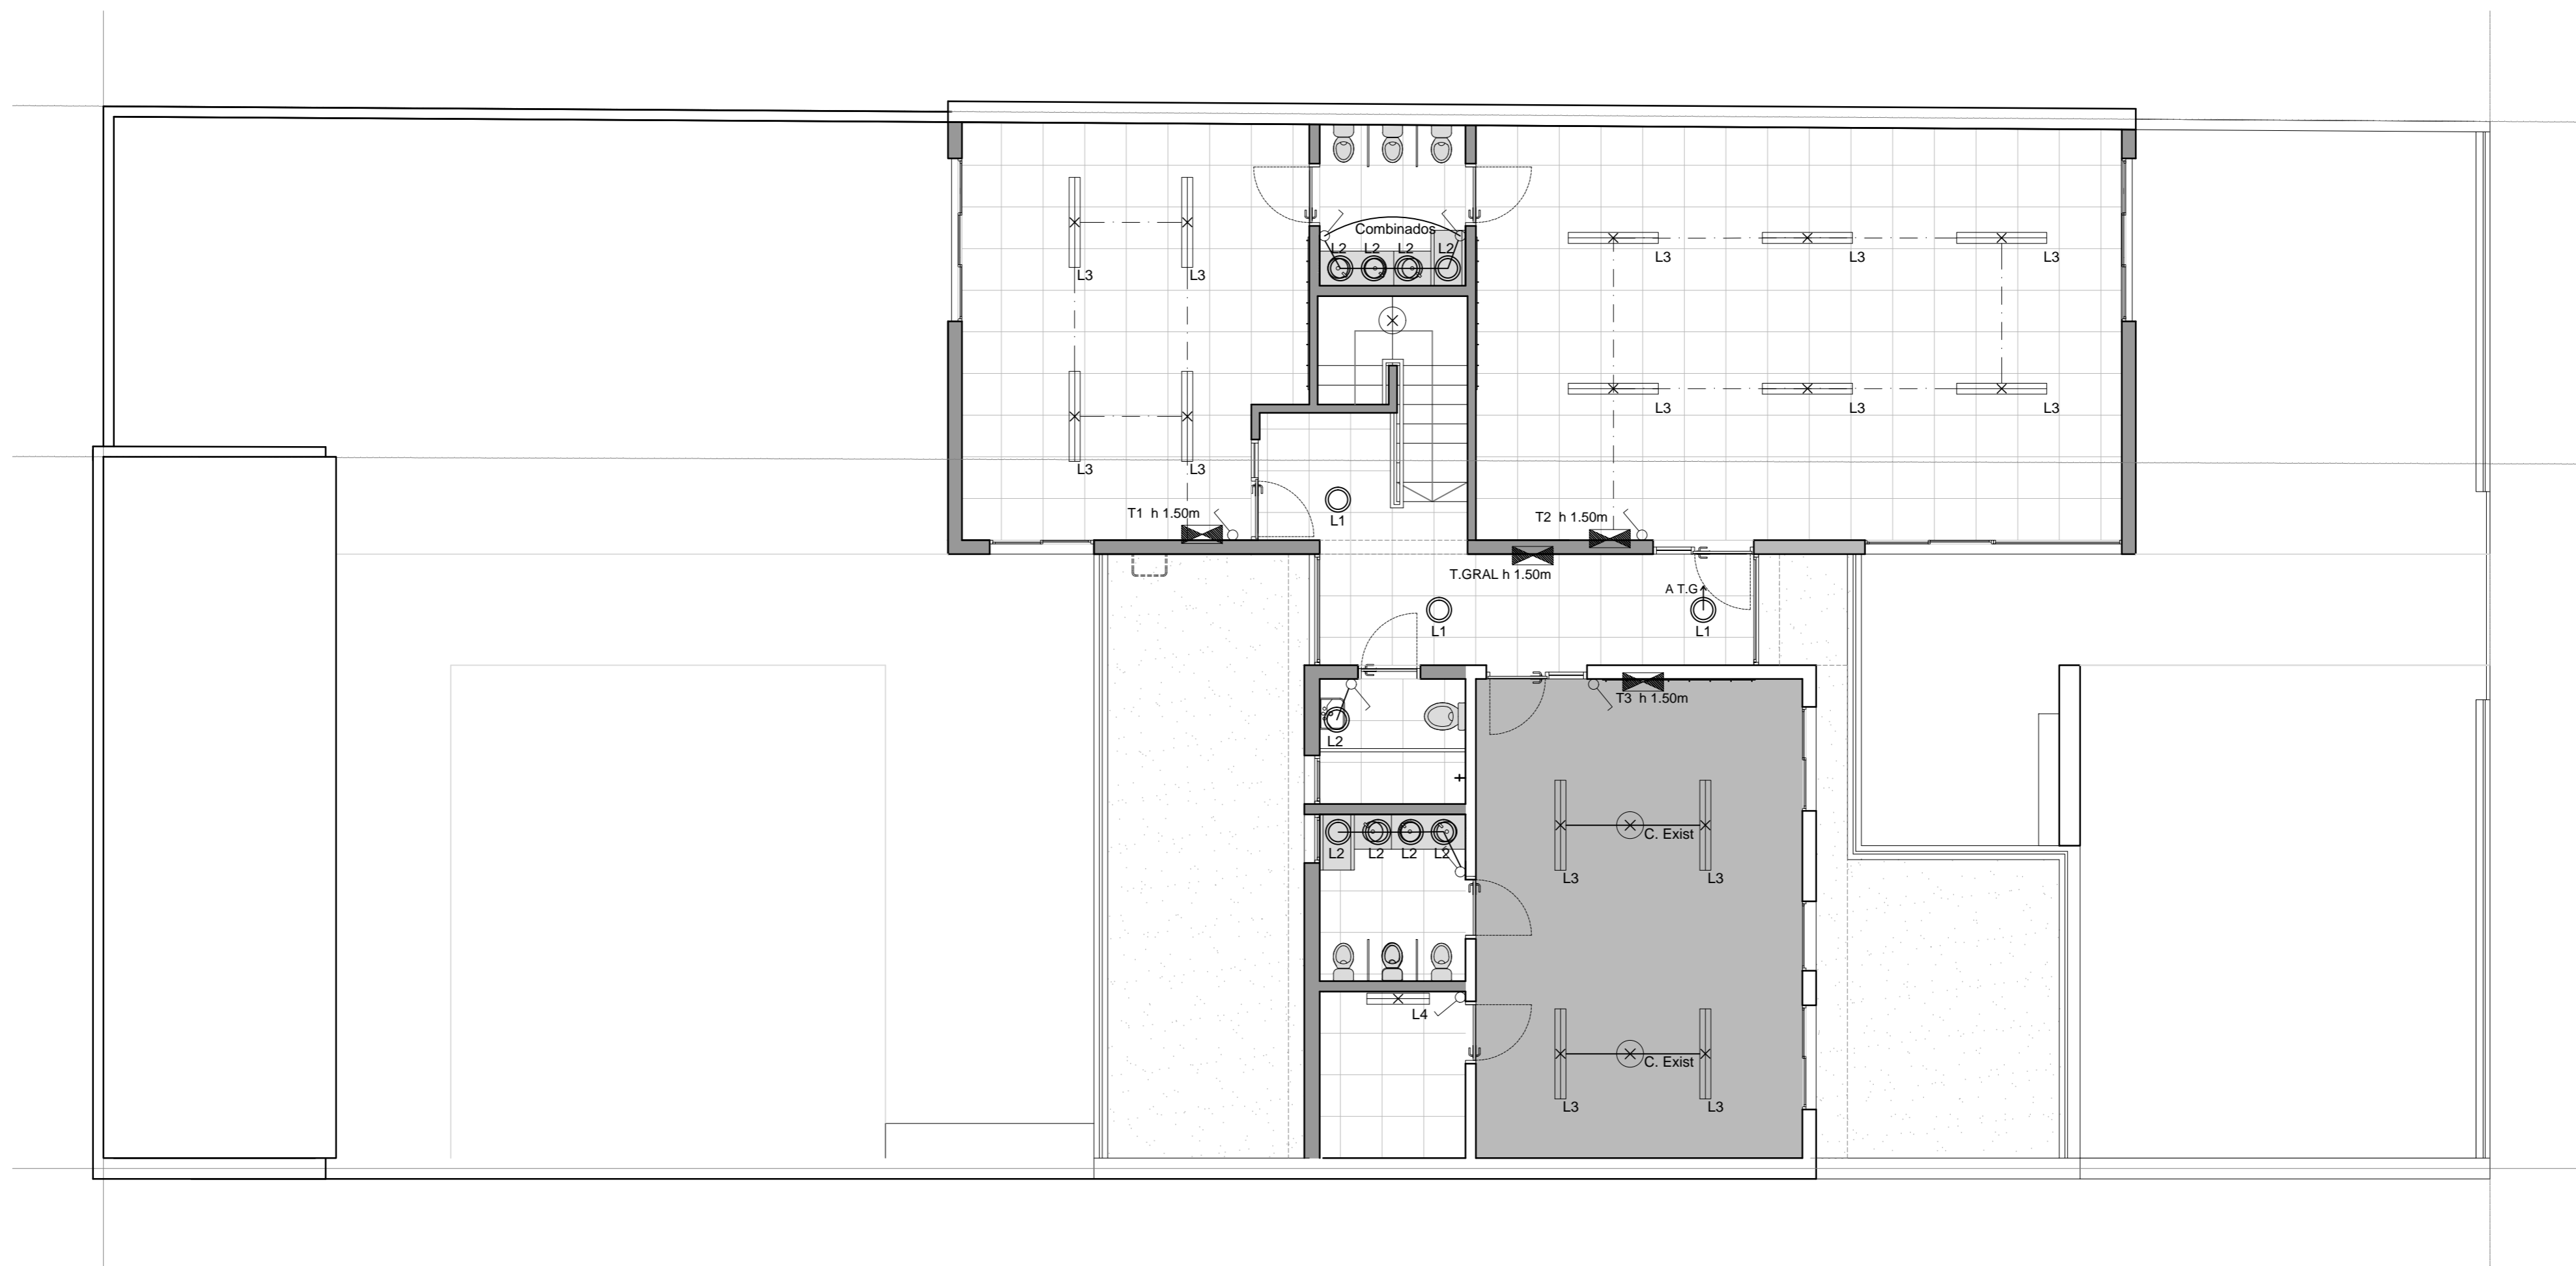 Combinados
L2 L2 L2 L2
L3 L3 L3
L3 L3
L3 L3 L3
L3 L3
T1 h 1.50m
L1
T2 h 1.50m
T.GRAL h 1.50m
A T.G
L1 L1
T3 h 1.50m
L2
C. Exist
L2 L2 L2 L2
L3 L3
L4
C. Exist
L3 L3